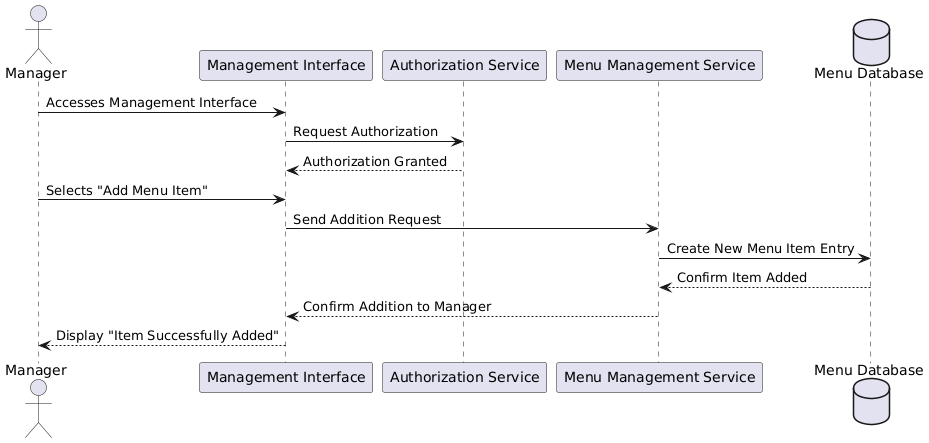 Manager
Management Interface
Authorization Service
Menu Management Service
Menu Database
Accesses Management Interface
Request Authorization
Authorization Granted
Selects "Add Menu Item"
Send Addition Request
Create New Menu Item Entry
Confirm Item Added
Confirm Addition to Manager
Display "Item Successfully Added"
Manager
Management Interface
Authorization Service
Menu Management Service
Menu Database